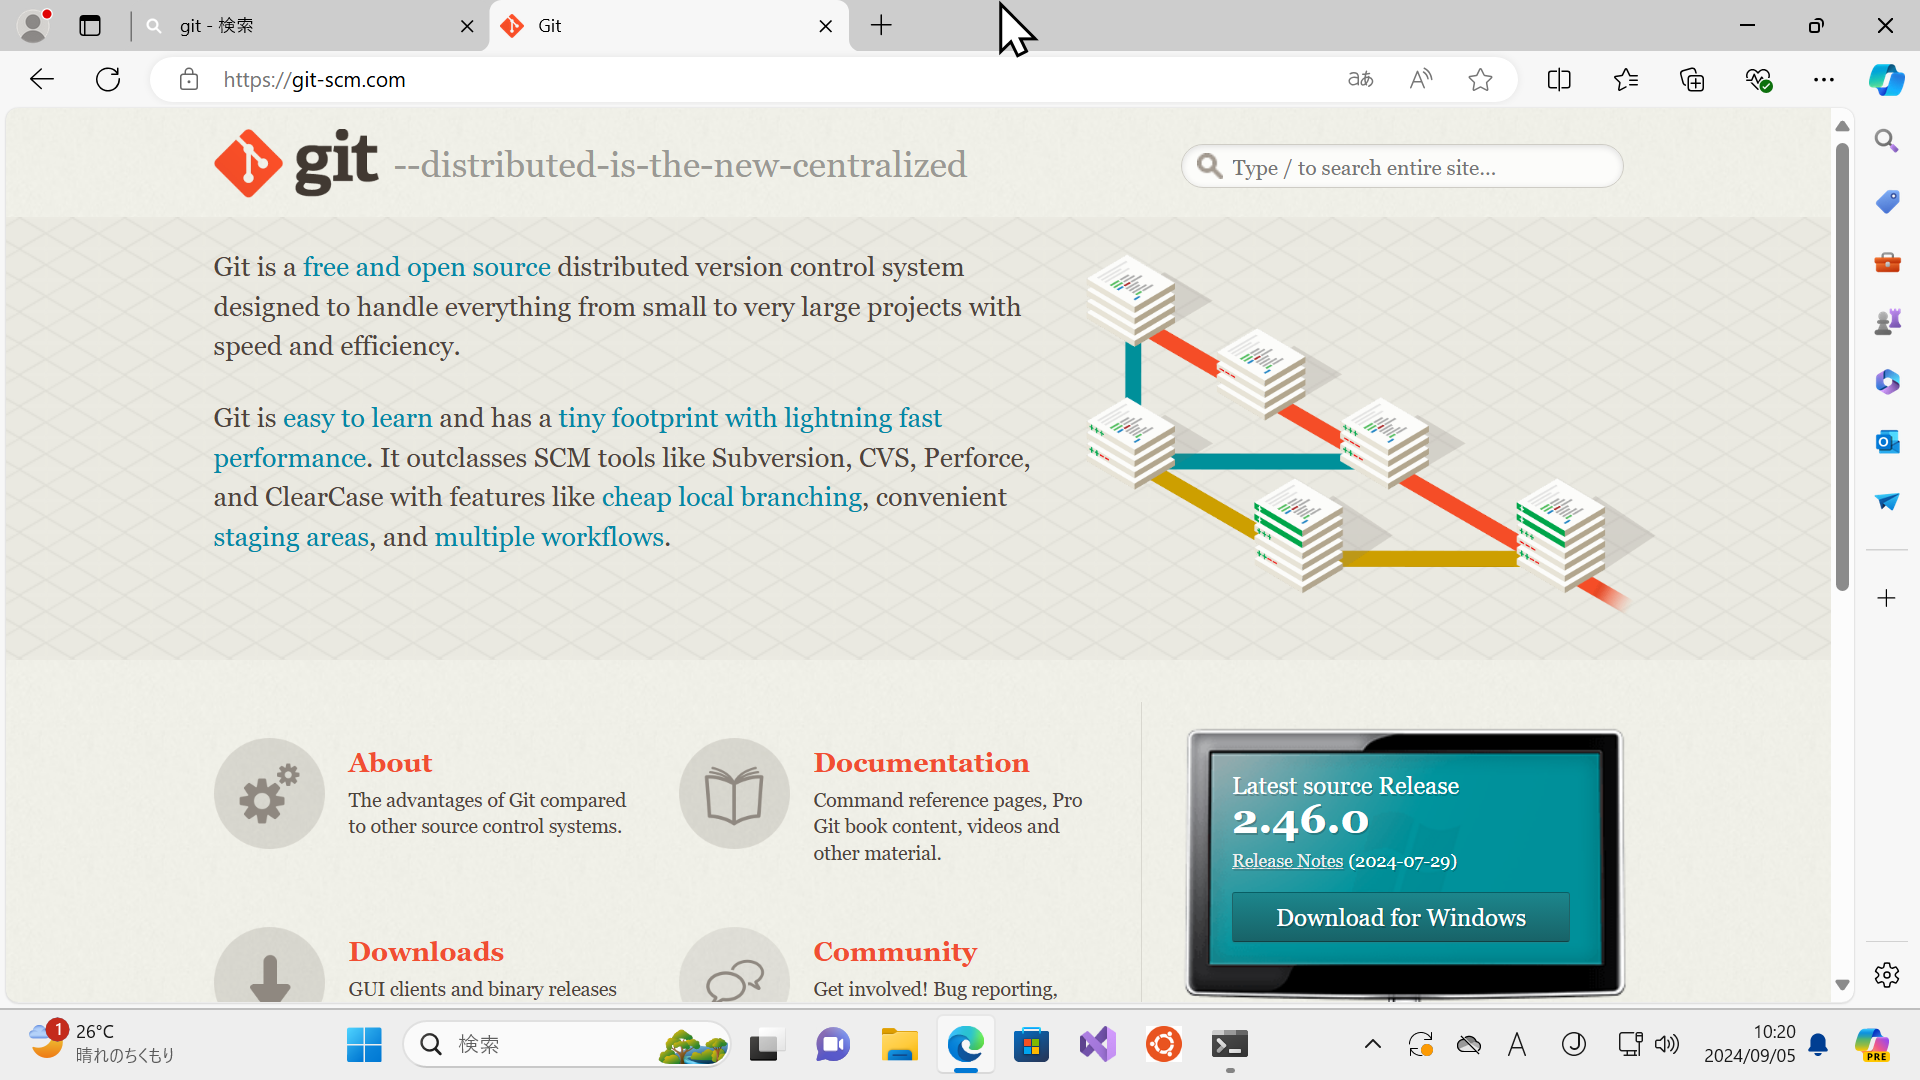 git - 検索
Git
https://git-scm.com
aあ
git --distributed-is-the-new-centralized
Type / to search entire site...
Git is a free and open source distributed version control system
designed to handle everything from small to very large projects with
speed and efficiency.
Git is easy to learn and has a tiny footprint with lightning fast
performance. It outclasses SCM tools like Subversion, CVS, Perforce,
and ClearCase with features like cheap local branching, convenient
staging areas, and multiple workflows.
About
The advantages of Git compared
to other source control systems.
Documentation
Command reference pages, Pro
Git book content, videos and
other material.
Downloads
GUI clients and binary releases
Community
Get involved! Bug reporting,
Latest source Release
2.46.0
Release Notes (2024-07-29)
Download for Windows
1
26°C
晴れのちくもり
検索
A
J
10:20
2024/09/05
PRE